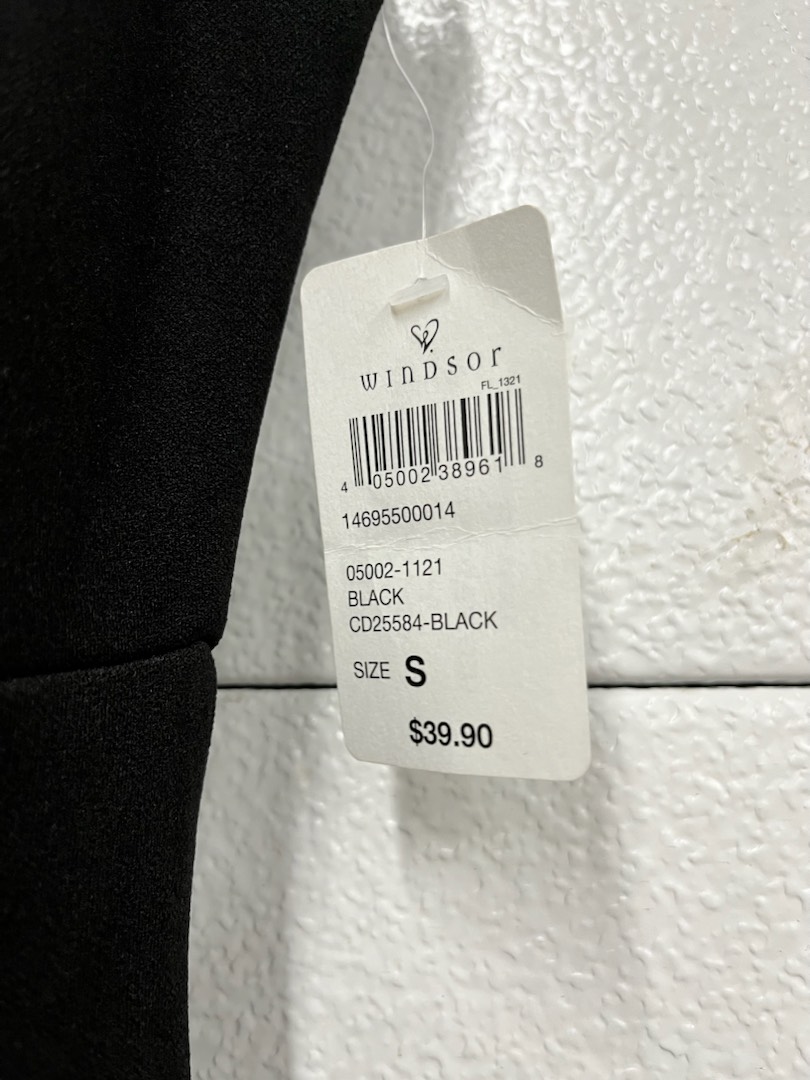 WINDSOR
FL_1321
4 05002 38961 8
14695500014
05002-1121
BLACK
CD25584-BLACK
SIZE S
$39.90